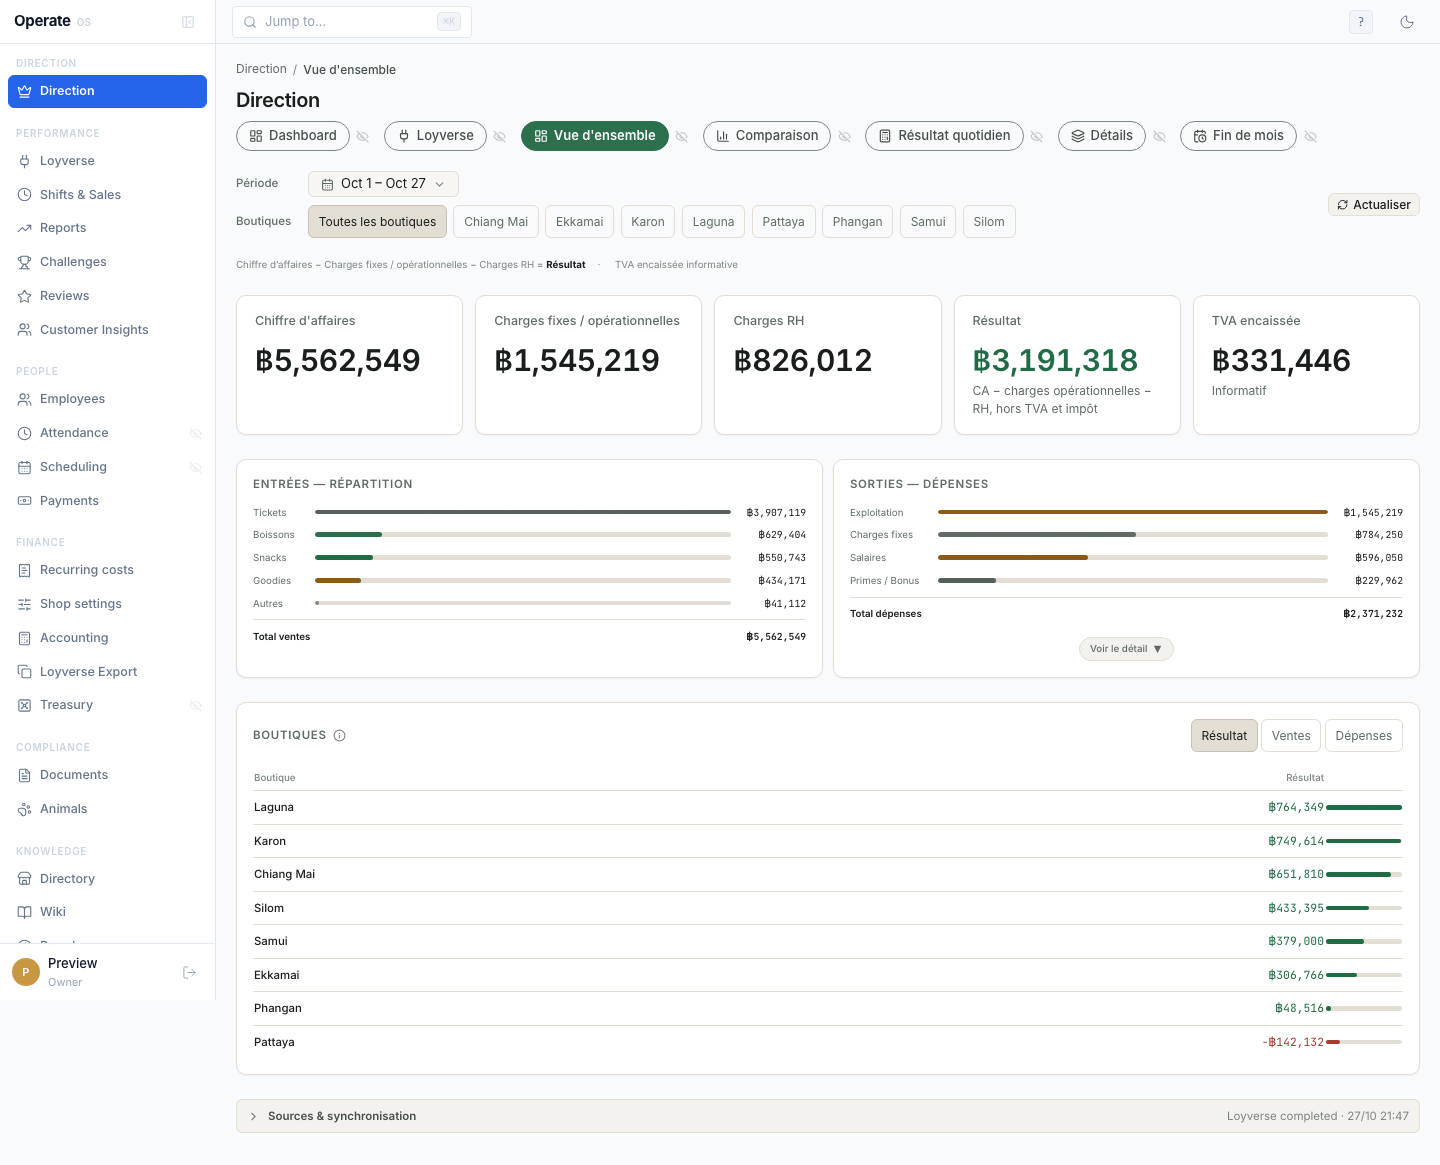 Operate OS
Jump to...
⌘K
?
DIRECTION
Direction
PERFORMANCE
Loyverse
Shifts & Sales
Reports
Challenges
Reviews
Customer Insights
PEOPLE
Employees
Attendance
Scheduling
Payments
FINANCE
Recurring costs
Shop settings
Accounting
Loyverse Export
Treasury
COMPLIANCE
Documents
Animals
KNOWLEDGE
Directory
Wiki
P
Preview
Owner
Direction / Vue d'ensemble
Direction
Dashboard
Loyverse
Vue d'ensemble
Comparaison
Résultat quotidien
Détails
Fin de mois
Période
Oct 1 – Oct 27
Boutiques
Toutes les boutiques
Chiang Mai
Ekkamai
Karon
Laguna
Pattaya
Phangan
Samui
Silom
Actualiser
Chiffre d'affaires − Charges fixes / opérationnelles − Charges RH = Résultat · TVA encaissée informative
Chiffre d'affaires
฿5,562,549
Charges fixes / opérationnelles
฿1,545,219
Charges RH
฿826,012
Résultat
฿3,191,318
CA − charges opérationnelles −
RH, hors TVA et impôt
TVA encaissée
฿331,446
Informatif
ENTRÉES — RÉPARTITION
Tickets ฿3,907,119
Boissons ฿629,404
Snacks ฿550,743
Goodies ฿434,171
Autres ฿41,112
Total ventes ฿5,562,549
SORTIES — DÉPENSES
Exploitation ฿1,545,219
Charges fixes ฿784,250
Salaires ฿596,050
Primes / Bonus ฿229,962
Total dépenses ฿2,371,232
Voir le détail ▼
BOUTIQUES
Résultat
Ventes
Dépenses
Boutique Résultat
Laguna ฿764,349
Karon ฿749,614
Chiang Mai ฿651,810
Silom ฿433,395
Samui ฿379,000
Ekkamai ฿306,766
Phangan ฿48,516
Pattaya -฿142,132
Sources & synchronisation
Loyverse completed · 27/10 21:47